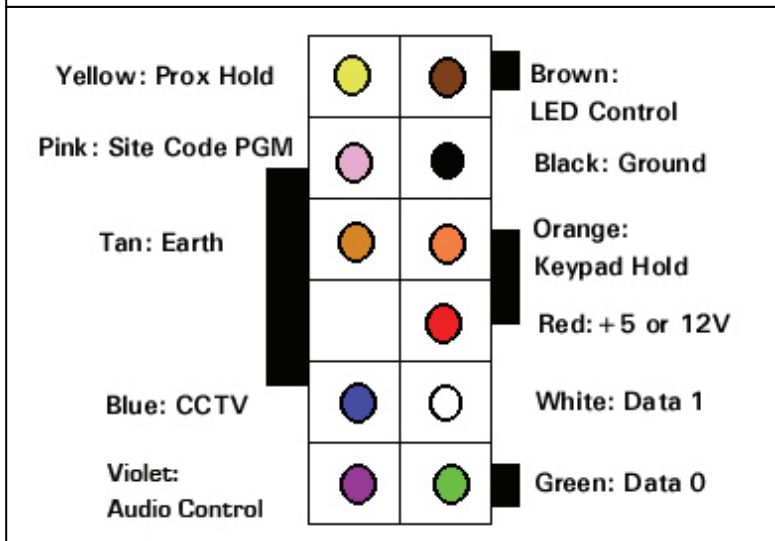 Yellow: Prox Hold
Brown:
LED Control
Pink: Site Code PGM
Black: Ground
Tan: Earth
Orange:
Keypad Hold
Red: +5 or 12V
Blue: CCTV
White: Data 1
Violet:
Audio Control
Green: Data 0